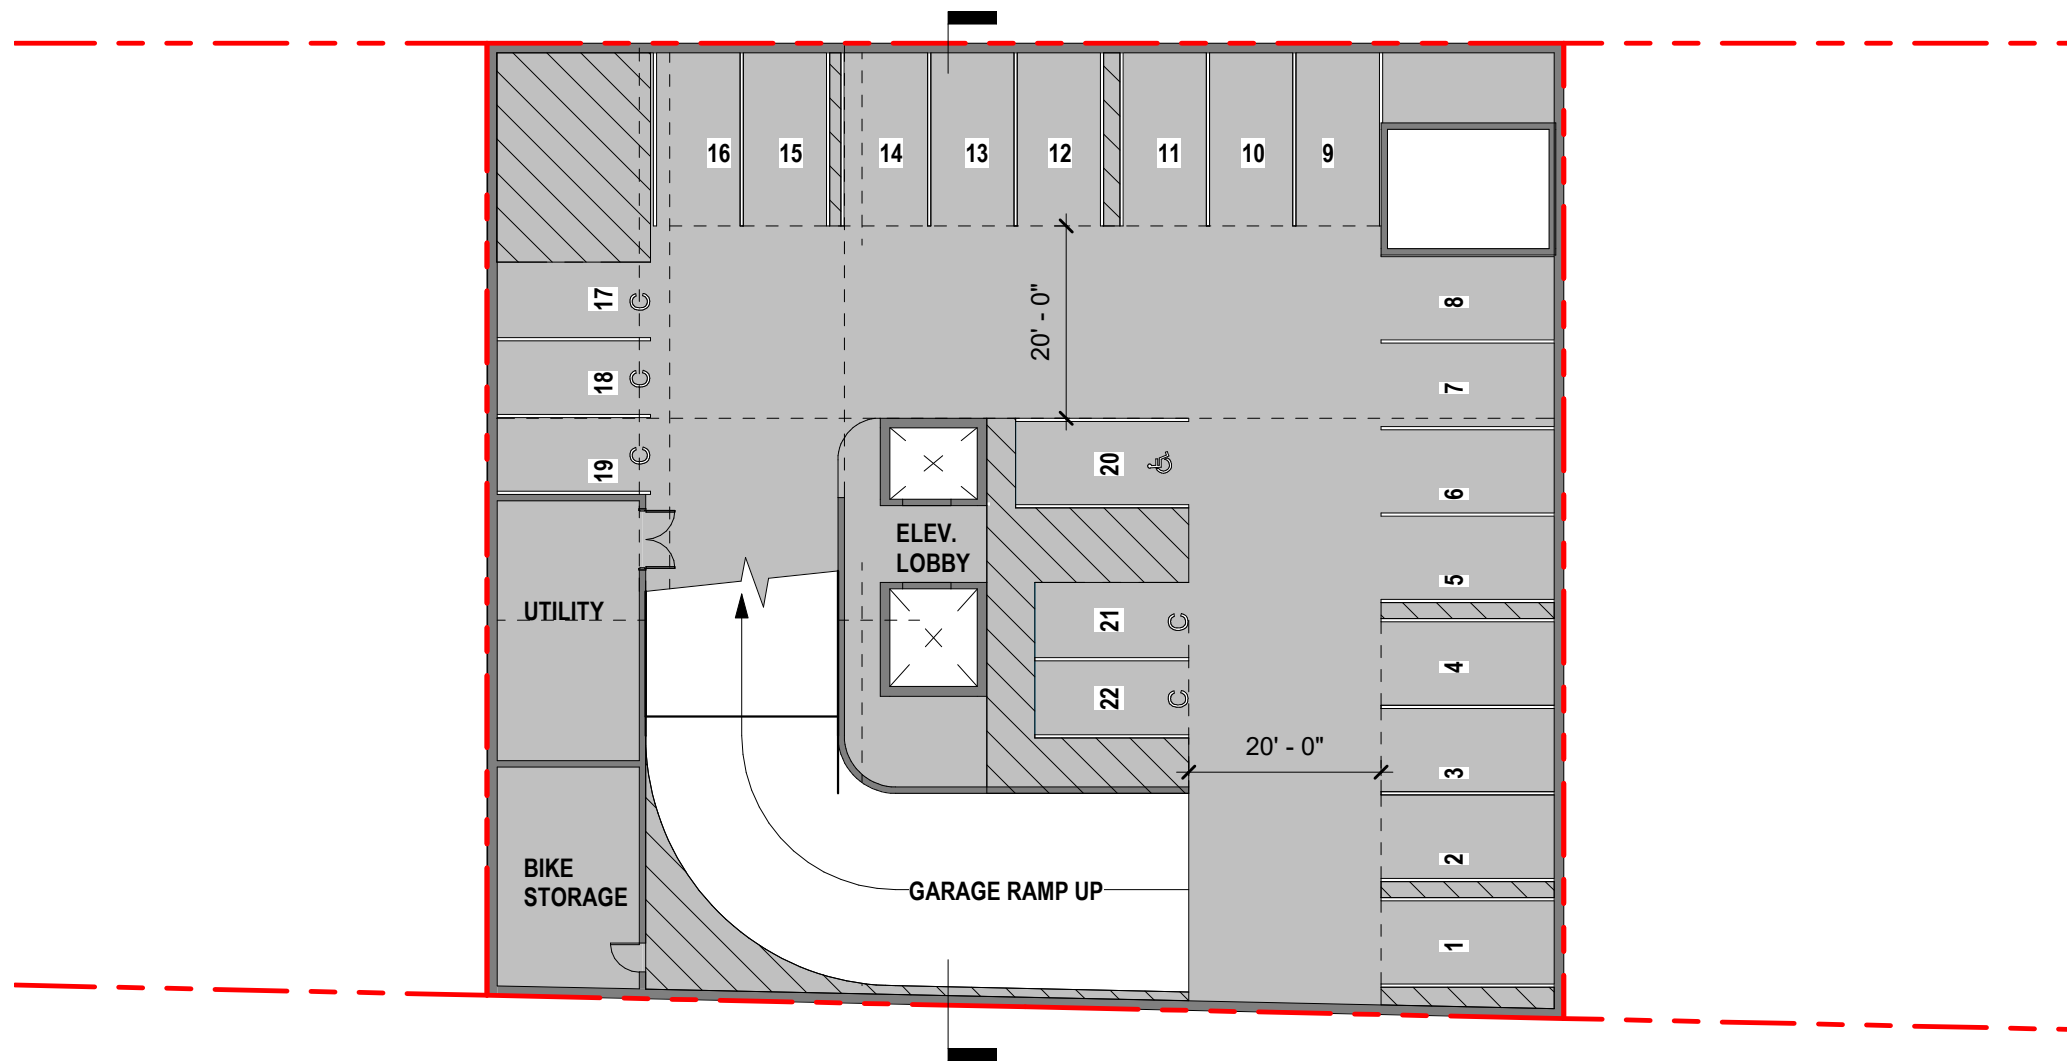 16
15
14
13
12
11
10
9
17
C
18
C
19
C
20' - 0"
8
7
6
5
4
3
2
1
20
21
C
22
C
ELEV.
LOBBY
UTILITY
20' - 0"
BIKE
STORAGE
GARAGE RAMP UP